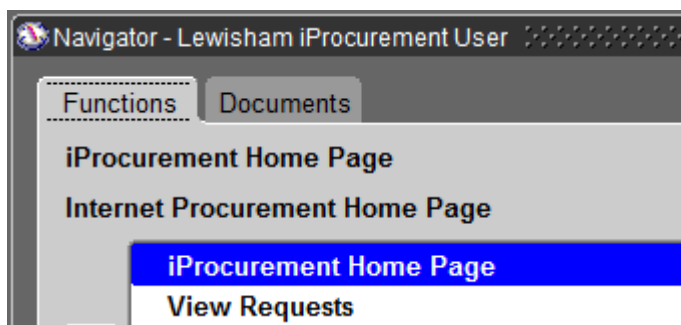 Navigator - Lewisham iProcurement User
Functions Documents
iProcurement Home Page
Internet Procurement Home Page
iProcurement Home Page
View Requests